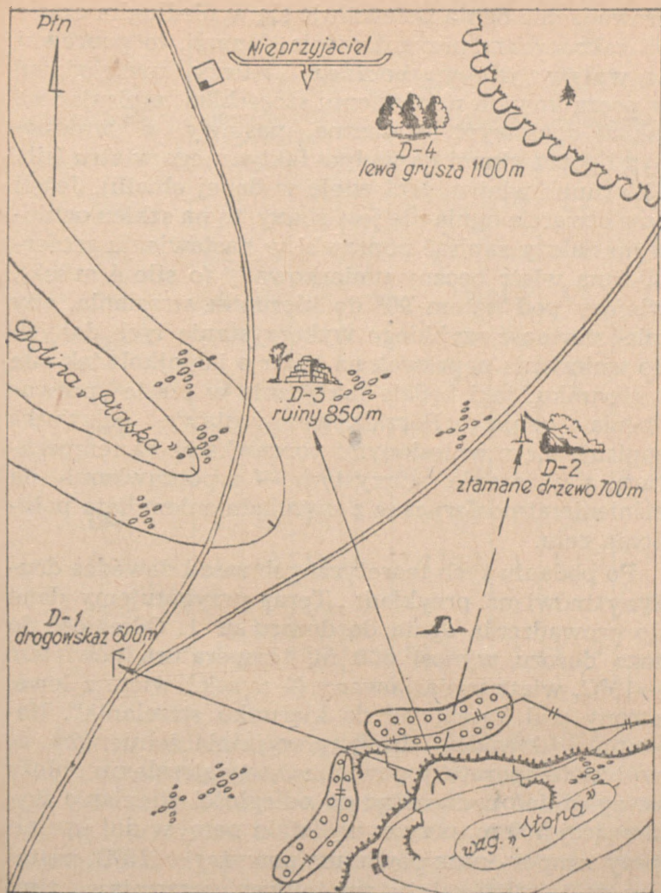 Płn
Nieprzyjaciel
D-4
lewa grusza 1100m
Dolina „Płaska”
D-3
ruiny 850m
D-2
złamane drzewo 700m
D-1
drogowskaz 600m
wzg. „Stopa”